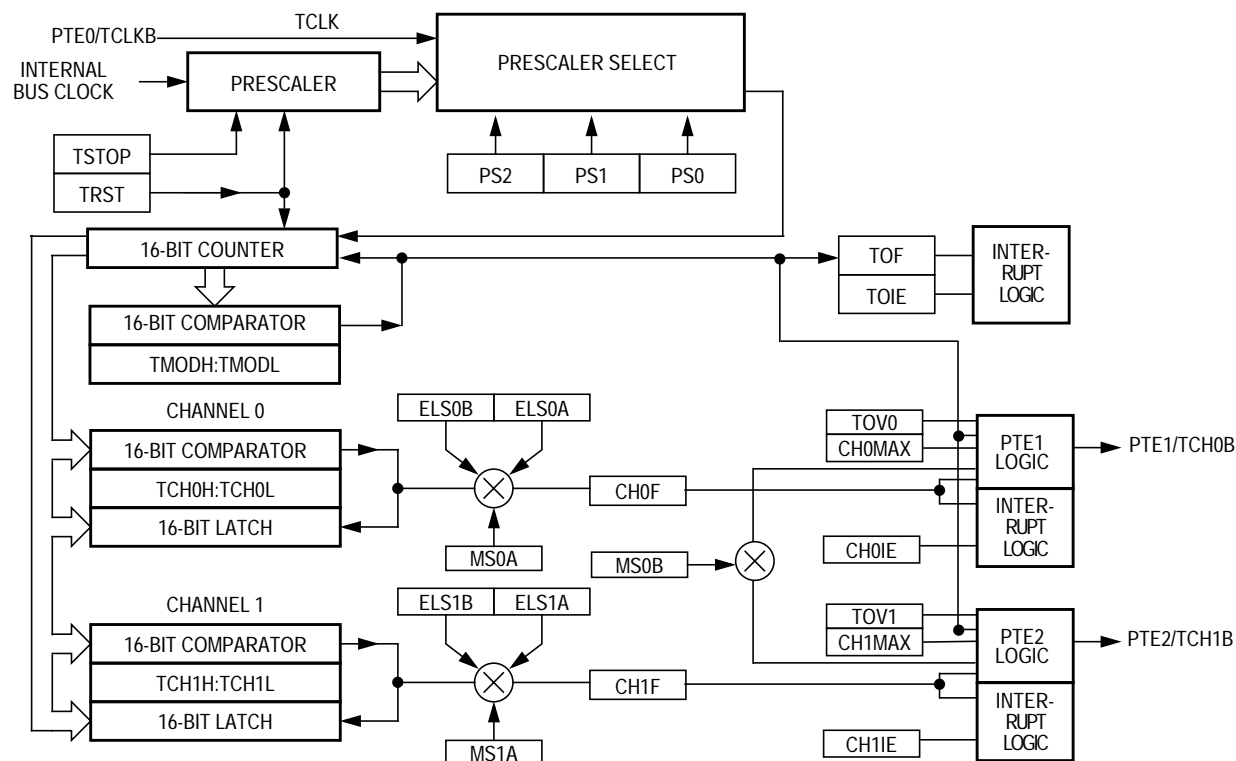 TCLK
PTE0/TCLKB
PRESCALER SELECT
INTERNAL
BUS CLOCK
PRESCALER
TSTOP
TRST
PS2
PS1
PS0
16-BIT COUNTER
TOF
TOIE
INTER-
RUPT
LOGIC
16-BIT COMPARATOR
TMODH:TMODL
CHANNEL 0
ELS0B
ELS0A
16-BIT COMPARATOR
TCH0H:TCH0L
16-BIT LATCH
MS0A
CH0F
TOV0
CH0MAX
PTE1
LOGIC
PTE1/TCH0B
INTER-
RUPT
LOGIC
CH0IE
MS0B
CHANNEL 1
ELS1B
ELS1A
16-BIT COMPARATOR
TCH1H:TCH1L
16-BIT LATCH
MS1A
CH1F
TOV1
CH1MAX
PTE2
LOGIC
PTE2/TCH1B
INTER-
RUPT
LOGIC
CH1IE